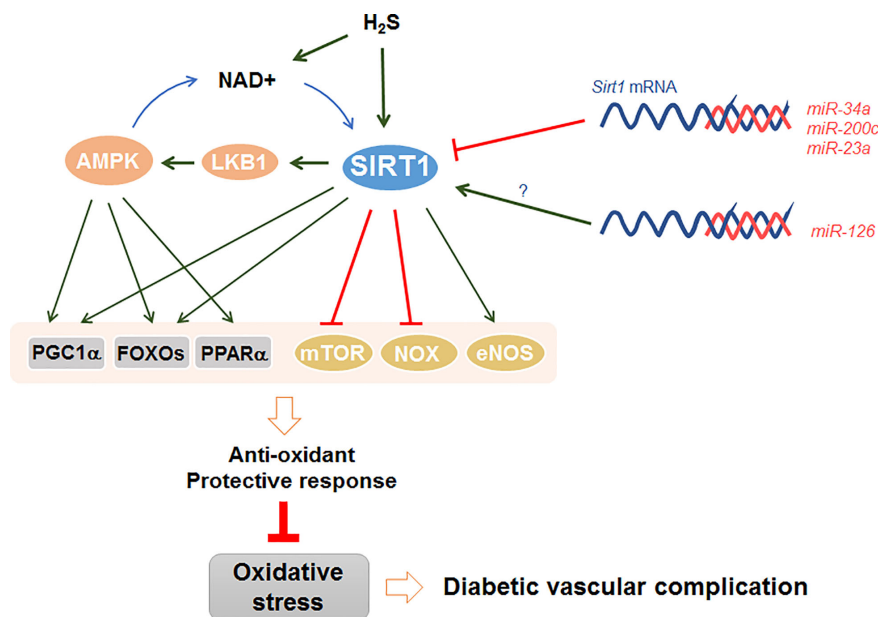 H₂S
NAD+
Sirt1 mRNA
miR-34a
miR-200c
miR-23a
AMPK
LKB1
SIRT1
?
miR-126
PGC1α
FOXOs
PPARα
mTOR
NOX
eNOS
Anti-oxidant
Protective response
Oxidative
stress
Diabetic vascular complication